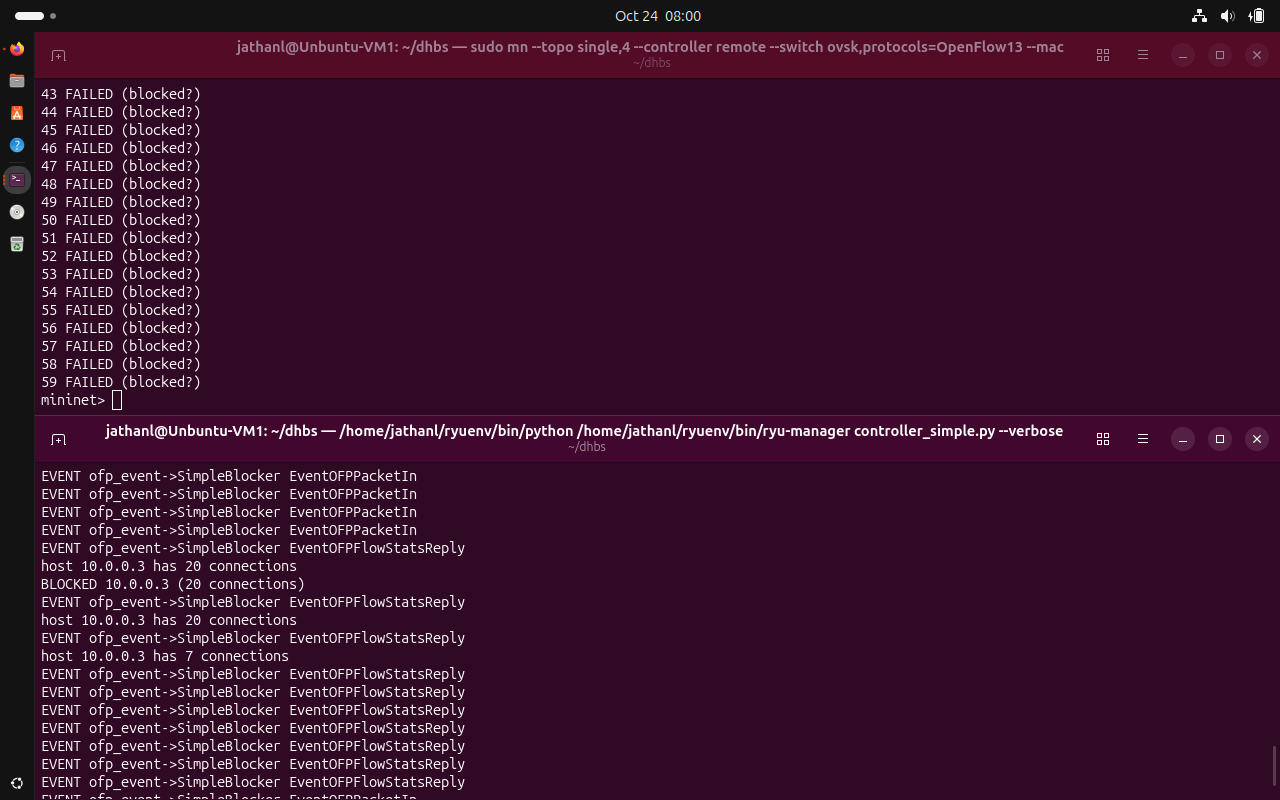 Oct 24 08:00
jathanl@Unbuntu-VM1: ~/dhbs — sudo mn --topo single,4 --controller remote --switch ovsk,protocols=OpenFlow13 --mac
~/dhbs
43 FAILED (blocked?)
44 FAILED (blocked?)
45 FAILED (blocked?)
46 FAILED (blocked?)
47 FAILED (blocked?)
48 FAILED (blocked?)
49 FAILED (blocked?)
50 FAILED (blocked?)
51 FAILED (blocked?)
52 FAILED (blocked?)
53 FAILED (blocked?)
54 FAILED (blocked?)
55 FAILED (blocked?)
56 FAILED (blocked?)
57 FAILED (blocked?)
58 FAILED (blocked?)
59 FAILED (blocked?)
mininet>
jathanl@Unbuntu-VM1: ~/dhbs — /home/jathanl/ryuenv/bin/python /home/jathanl/ryuenv/bin/ryu-manager controller_simple.py --verbose
~/dhbs
EVENT ofp_event->SimpleBlocker EventOFPPacketIn
EVENT ofp_event->SimpleBlocker EventOFPPacketIn
EVENT ofp_event->SimpleBlocker EventOFPPacketIn
EVENT ofp_event->SimpleBlocker EventOFPPacketIn
EVENT ofp_event->SimpleBlocker EventOFPFlowStatsReply
host 10.0.0.3 has 20 connections
BLOCKED 10.0.0.3 (20 connections)
EVENT ofp_event->SimpleBlocker EventOFPFlowStatsReply
host 10.0.0.3 has 20 connections
EVENT ofp_event->SimpleBlocker EventOFPFlowStatsReply
host 10.0.0.3 has 7 connections
EVENT ofp_event->SimpleBlocker EventOFPFlowStatsReply
EVENT ofp_event->SimpleBlocker EventOFPFlowStatsReply
EVENT ofp_event->SimpleBlocker EventOFPFlowStatsReply
EVENT ofp_event->SimpleBlocker EventOFPFlowStatsReply
EVENT ofp_event->SimpleBlocker EventOFPFlowStatsReply
EVENT ofp_event->SimpleBlocker EventOFPFlowStatsReply
EVENT ofp_event->SimpleBlocker EventOFPFlowStatsReply
EVENT ofp_event->SimpleBlocker EventOFPPacketIn